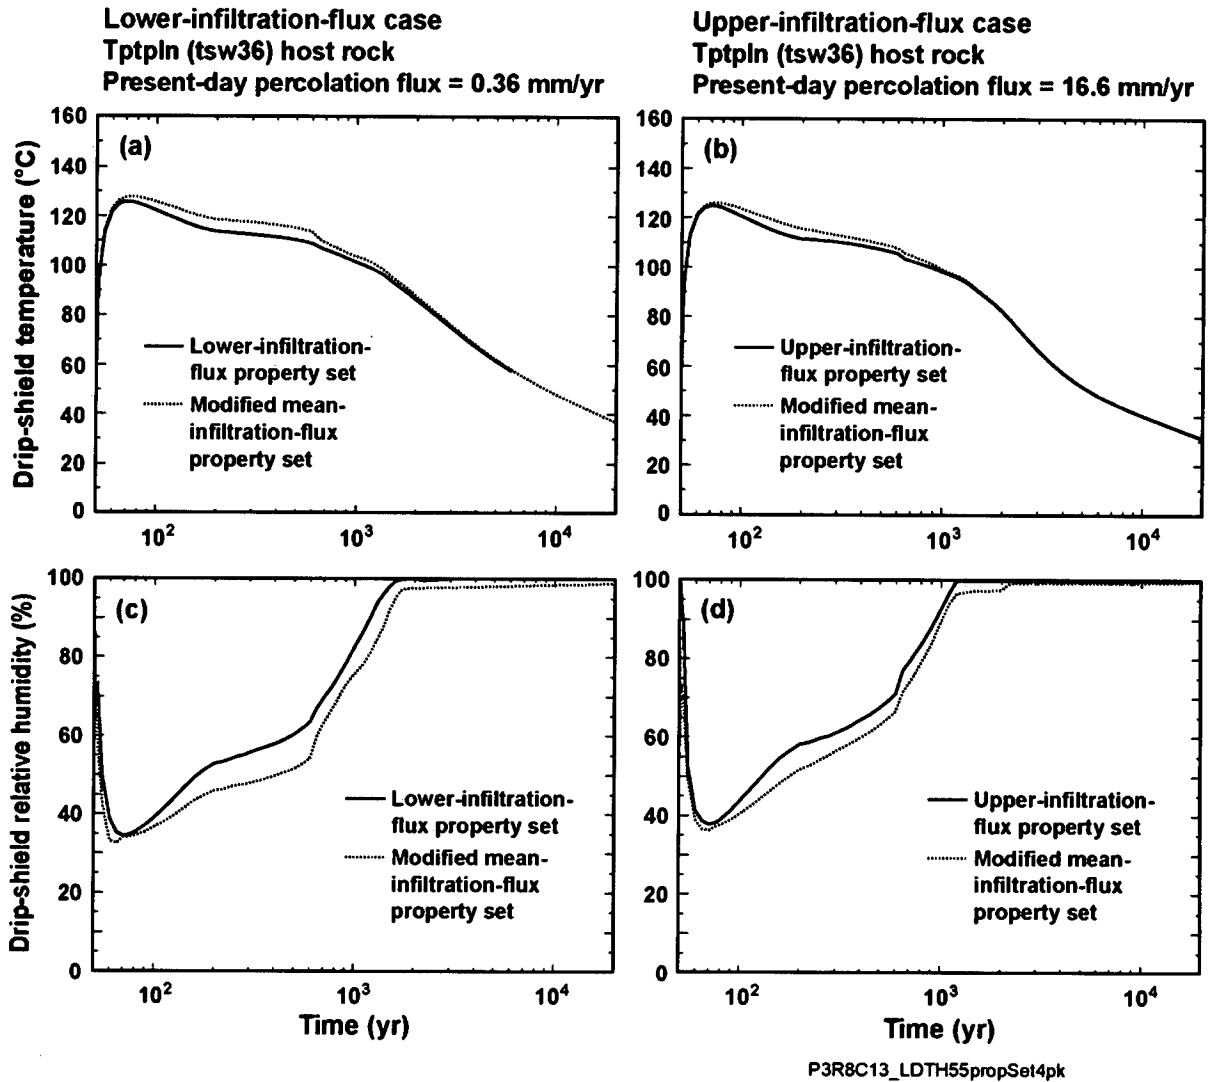 Lower-infiltration-flux case
Tptpln (tsw36) host rock
Present-day percolation flux = 0.36 mm/yr
Upper-infiltration-flux case
Tptpln (tsw36) host rock
Present-day percolation flux = 16.6 mm/yr
Drip-shield temperature (°C)
160
140
120
100
80
60
40
20
0
(a)
Lower-infiltration-
flux property set
Modified mean-
infiltration-flux
property set
10²
10³
10⁴
160
140
120
100
80
60
40
20
0
(b)
Upper-infiltration-
flux property set
Modified mean-
infiltration-flux
property set
10²
10³
10⁴
Drip-shield relative humidity (%)
100
80
60
40
20
0
(c)
Lower-infiltration-
flux property set
Modified mean-
infiltration-flux
property set
10²
10³
10⁴
Time (yr)
100
80
60
40
20
0
(d)
Upper-infiltration-
flux property set
Modified mean-
infiltration-flux
property set
10²
10³
10⁴
Time (yr)
P3R8C13_LDTH55propSet4pk